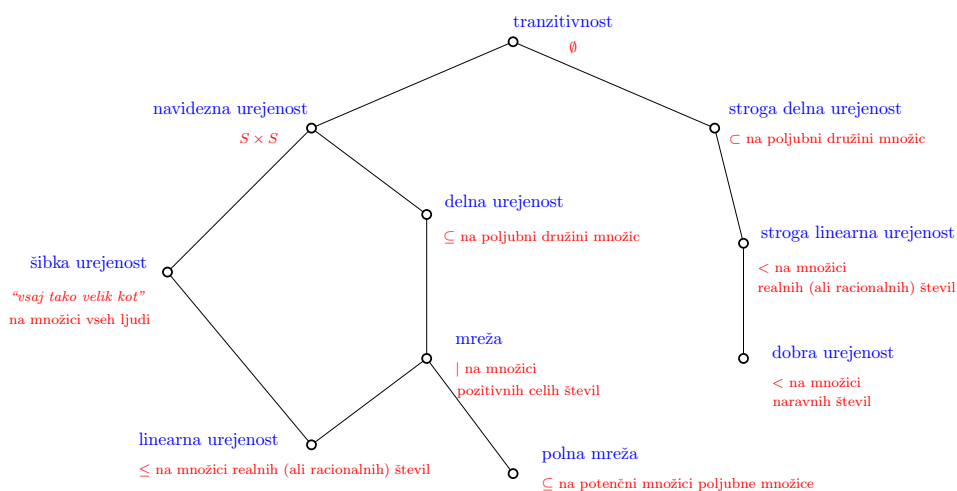 tranzitivnost
∅
navidezna urejenost
S × S
stroga delna urejenost
⊂ na poljubni družini množic
delna urejenost
⊆ na poljubni družini množic
stroga linearna urejenost
< na množici
realnih (ali racionalnih) števil
šibka urejenost
“vsaj tako velik kot”
na množici vseh ljudi
mreža
| na množici
pozitivnih celih števil
dobra urejenost
< na množici
naravnih števil
linearna urejenost
≤ na množici realnih (ali racionalnih) števil
polna mreža
⊆ na potenčni množici poljubne množice